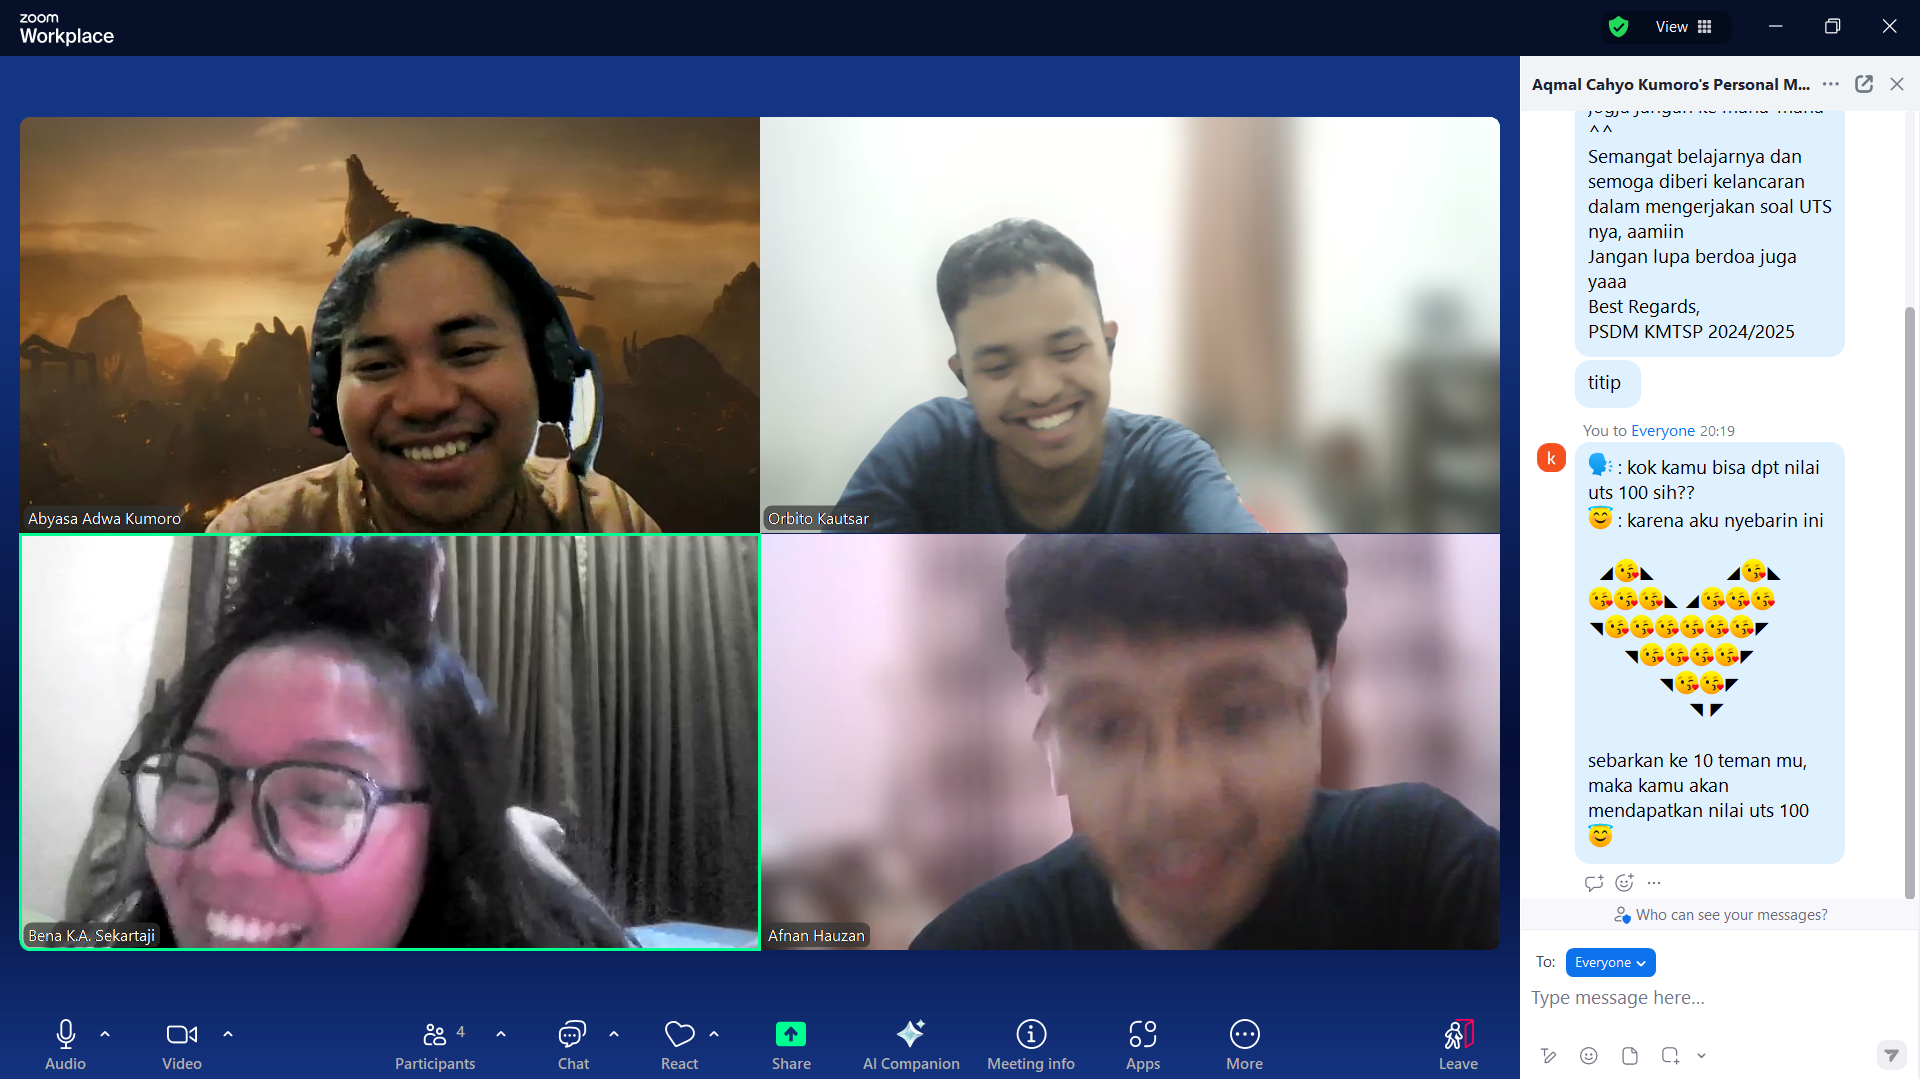 zoom
Workplace
View
Abyasa Adwa Kumoro
Orbito Kautsar
Bena K.A. Sekartaji
Afnan Hauzan
Audio
Video
4
Participants
Chat
React
Share
AI Companion
Meeting info
Apps
More
Leave
Aqmal Cahyo Kumoro's Personal M...
^^
Semangat belajarnya dan
semoga diberi kelancaran
dalam mengerjakan soal UTS
nya, aamiin
Jangan lupa berdoa juga
yaaa
Best Regards,
PSDM KMTSP 2024/2025
titip
You to Everyone 20:19
k
🗣️ : kok kamu bisa dpt nilai
uts 100 sih??
😇 : karena aku nyebarin ini
◢😘◣ ◢😘◣
😘😘😘◣ ◢😘😘😘
◥😘😘😘😘😘😘◤
◥😘😘😘😘◤
◥😘😘◤
◥◤
sebarkan ke 10 teman mu,
maka kamu akan
mendapatkan nilai uts 100
😇
Who can see your messages?
To: Everyone
Type message here...